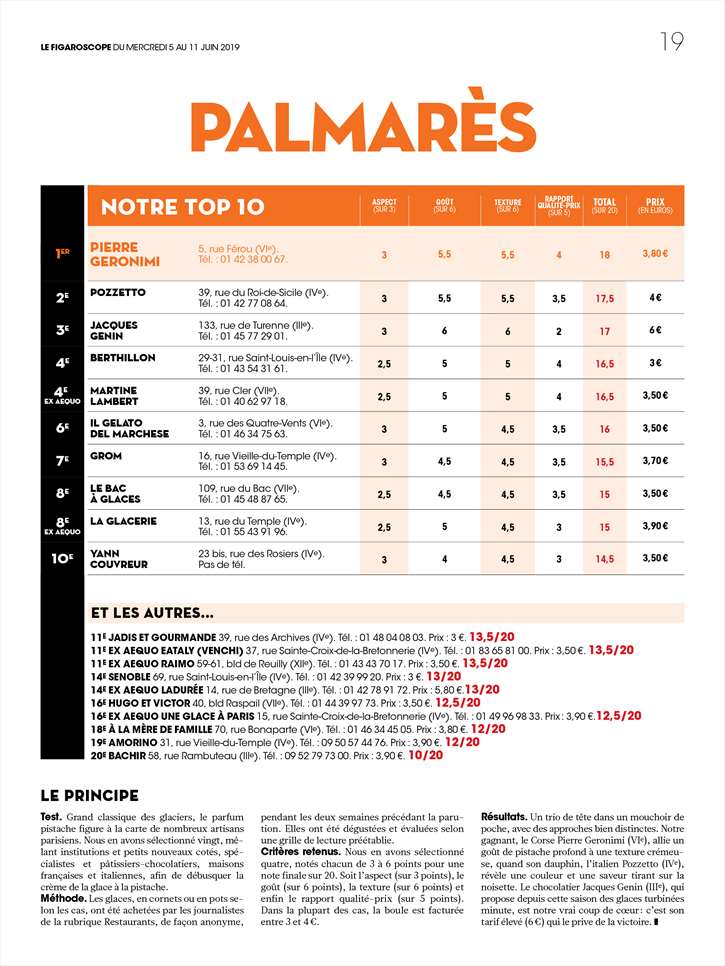 LE FIGAROSCOPE DU MERCREDI 5 AU 11 JUIN 2019
19
PALMARÈS
NOTRE TOP 10 ASPECT (SUR 3) GOÛT (SUR 6) TEXTURE (SUR 6) RAPPORT QUALITÉ-PRIX (SUR 5) TOTAL (SUR 20) PRIX (EN EUROS)
1ER PIERRE GERONIMI 5, rue Férou (VIe). Tél. : 01 42 38 00 67. 3 5,5 5,5 4 18 3,80 €
2E POZZETTO 39, rue du Roi-de-Sicile (IVe). Tél. : 01 42 77 08 64. 3 5,5 5,5 3,5 17,5 4 €
3E JACQUES GENIN 133, rue de Turenne (IIIe). Tél. : 01 45 77 29 01. 3 6 6 2 17 6 €
4E BERTHILLON 29-31, rue Saint-Louis-en-l'Île (IVe). Tél. : 01 43 54 31 61. 2,5 5 5 4 16,5 3 €
4E EX AEQUO MARTINE LAMBERT 39, rue Cler (VIIe). Tél. : 01 40 62 97 18. 2,5 5 5 4 16,5 3,50 €
6E IL GELATO DEL MARCHESE 3, rue des Quatre-Vents (VIe). Tél. : 01 46 34 75 63. 3 5 4,5 3,5 16 3,50 €
7E GROM 16, rue Vieille-du-Temple (IVe). Tél. : 01 53 69 14 45. 3 4,5 4,5 3,5 15,5 3,70 €
8E LE BAC À GLACES 109, rue du Bac (VIIe). Tél. : 01 45 48 87 65. 2,5 4,5 4,5 3,5 15 3,50 €
8E EX AEQUO LA GLACERIE 13, rue du Temple (IVe). Tél. : 01 55 43 91 96. 2,5 5 4,5 3 15 3,90 €
10E YANN COUVREUR 23 bis, rue des Rosiers (IVe). Pas de tél. 3 4 4,5 3 14,5 3,50 €
ET LES AUTRES...
11E JADIS ET GOURMANDE 39, rue des Archives (IVe). Tél. : 01 48 04 08 03. Prix : 3 €. 13,5/20
11E EX AEQUO EATALY (VENCHI) 37, rue Sainte-Croix-de-la-Bretonnerie (IVe). Tél. : 01 83 65 81 00. Prix : 3,50 €. 13,5/20
11E EX AEQUO RAIMO 59-61, bld de Reuilly (XIIe). Tél. : 01 43 43 70 17. Prix : 3,50 €. 13,5/20
14E SENOBLE 69, rue Saint-Louis-en-l'Île (IVe). Tél. : 01 42 39 99 20. Prix : 3 €. 13/20
14E EX AEQUO LADURÉE 14, rue de Bretagne (IIIe). Tél. : 01 42 78 91 72. Prix : 5,80 €. 13/20
16E HUGO ET VICTOR 40, bld Raspail (VIIe). Tél. : 01 44 39 97 73. Prix : 3,50 €. 12,5/20
16E EX AEQUO UNE GLACE À PARIS 15, rue Sainte-Croix-de-la-Bretonnerie (IVe). Tél. : 01 49 96 98 33. Prix : 3,90 €. 12,5/20
18E À LA MÈRE DE FAMILLE 70, rue Bonaparte (VIe). Tél. : 01 46 34 45 05. Prix : 3,80 €. 12/20
19E AMORINO 31, rue Vieille-du-Temple (IVe). Tél. : 09 50 57 44 76. Prix : 3,90 €. 12/20
20E BACHIR 58, rue Rambuteau (IIIe). Tél. : 09 52 79 73 00. Prix : 3,90 €. 10/20
LE PRINCIPE
Test. Grand classique des glaciers, le parfum
pistache figure à la carte de nombreux artisans
parisiens. Nous en avons sélectionné vingt, mê-
lant institutions et petits nouveaux cotés, spé-
cialistes et pâtissiers-chocolatiers, maisons
françaises et italiennes, afin de débusquer la
crème de la glace à la pistache.
Méthode. Les glaces, en cornets ou en pots se-
lon les cas, ont été achetées par les journalistes
de la rubrique Restaurants, de façon anonyme,
pendant les deux semaines précédant la paru-
tion. Elles ont été dégustées et évaluées selon
une grille de lecture préétablie.
Critères retenus. Nous en avons sélectionné
quatre, notés chacun de 3 à 6 points pour une
note finale sur 20. Soit l'aspect (sur 3 points), le
goût (sur 6 points), la texture (sur 6 points) et
enfin le rapport qualité-prix (sur 5 points).
Dans la plupart des cas, la boule est facturée
entre 3 et 4 €.
Résultats. Un trio de tête dans un mouchoir de
poche, avec des approches bien distinctes. Notre
gagnant, le Corse Pierre Geronimi (VIe), allie un
goût de pistache profond à une texture crémeu-
se, quand son dauphin, l'italien Pozzetto (IVe),
révèle une couleur et une saveur tirant sur la
noisette. Le chocolatier Jacques Genin (IIIe), qui
propose depuis cette saison des glaces turbinées
minute, est notre vrai coup de cœur : c'est son
tarif élevé (6 €) qui le prive de la victoire.